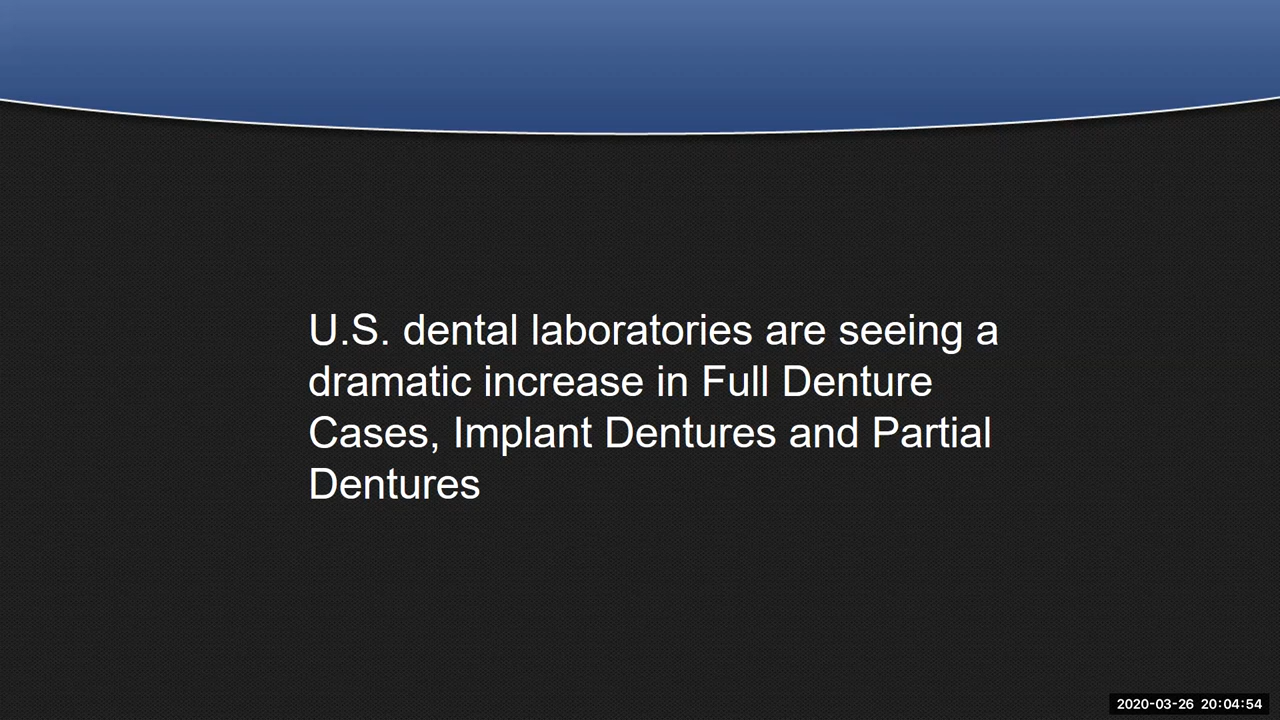 U.S. dental laboratories are seeing a
dramatic increase in Full Denture
Cases, Implant Dentures and Partial
Dentures
2020-03-26 20:04:54